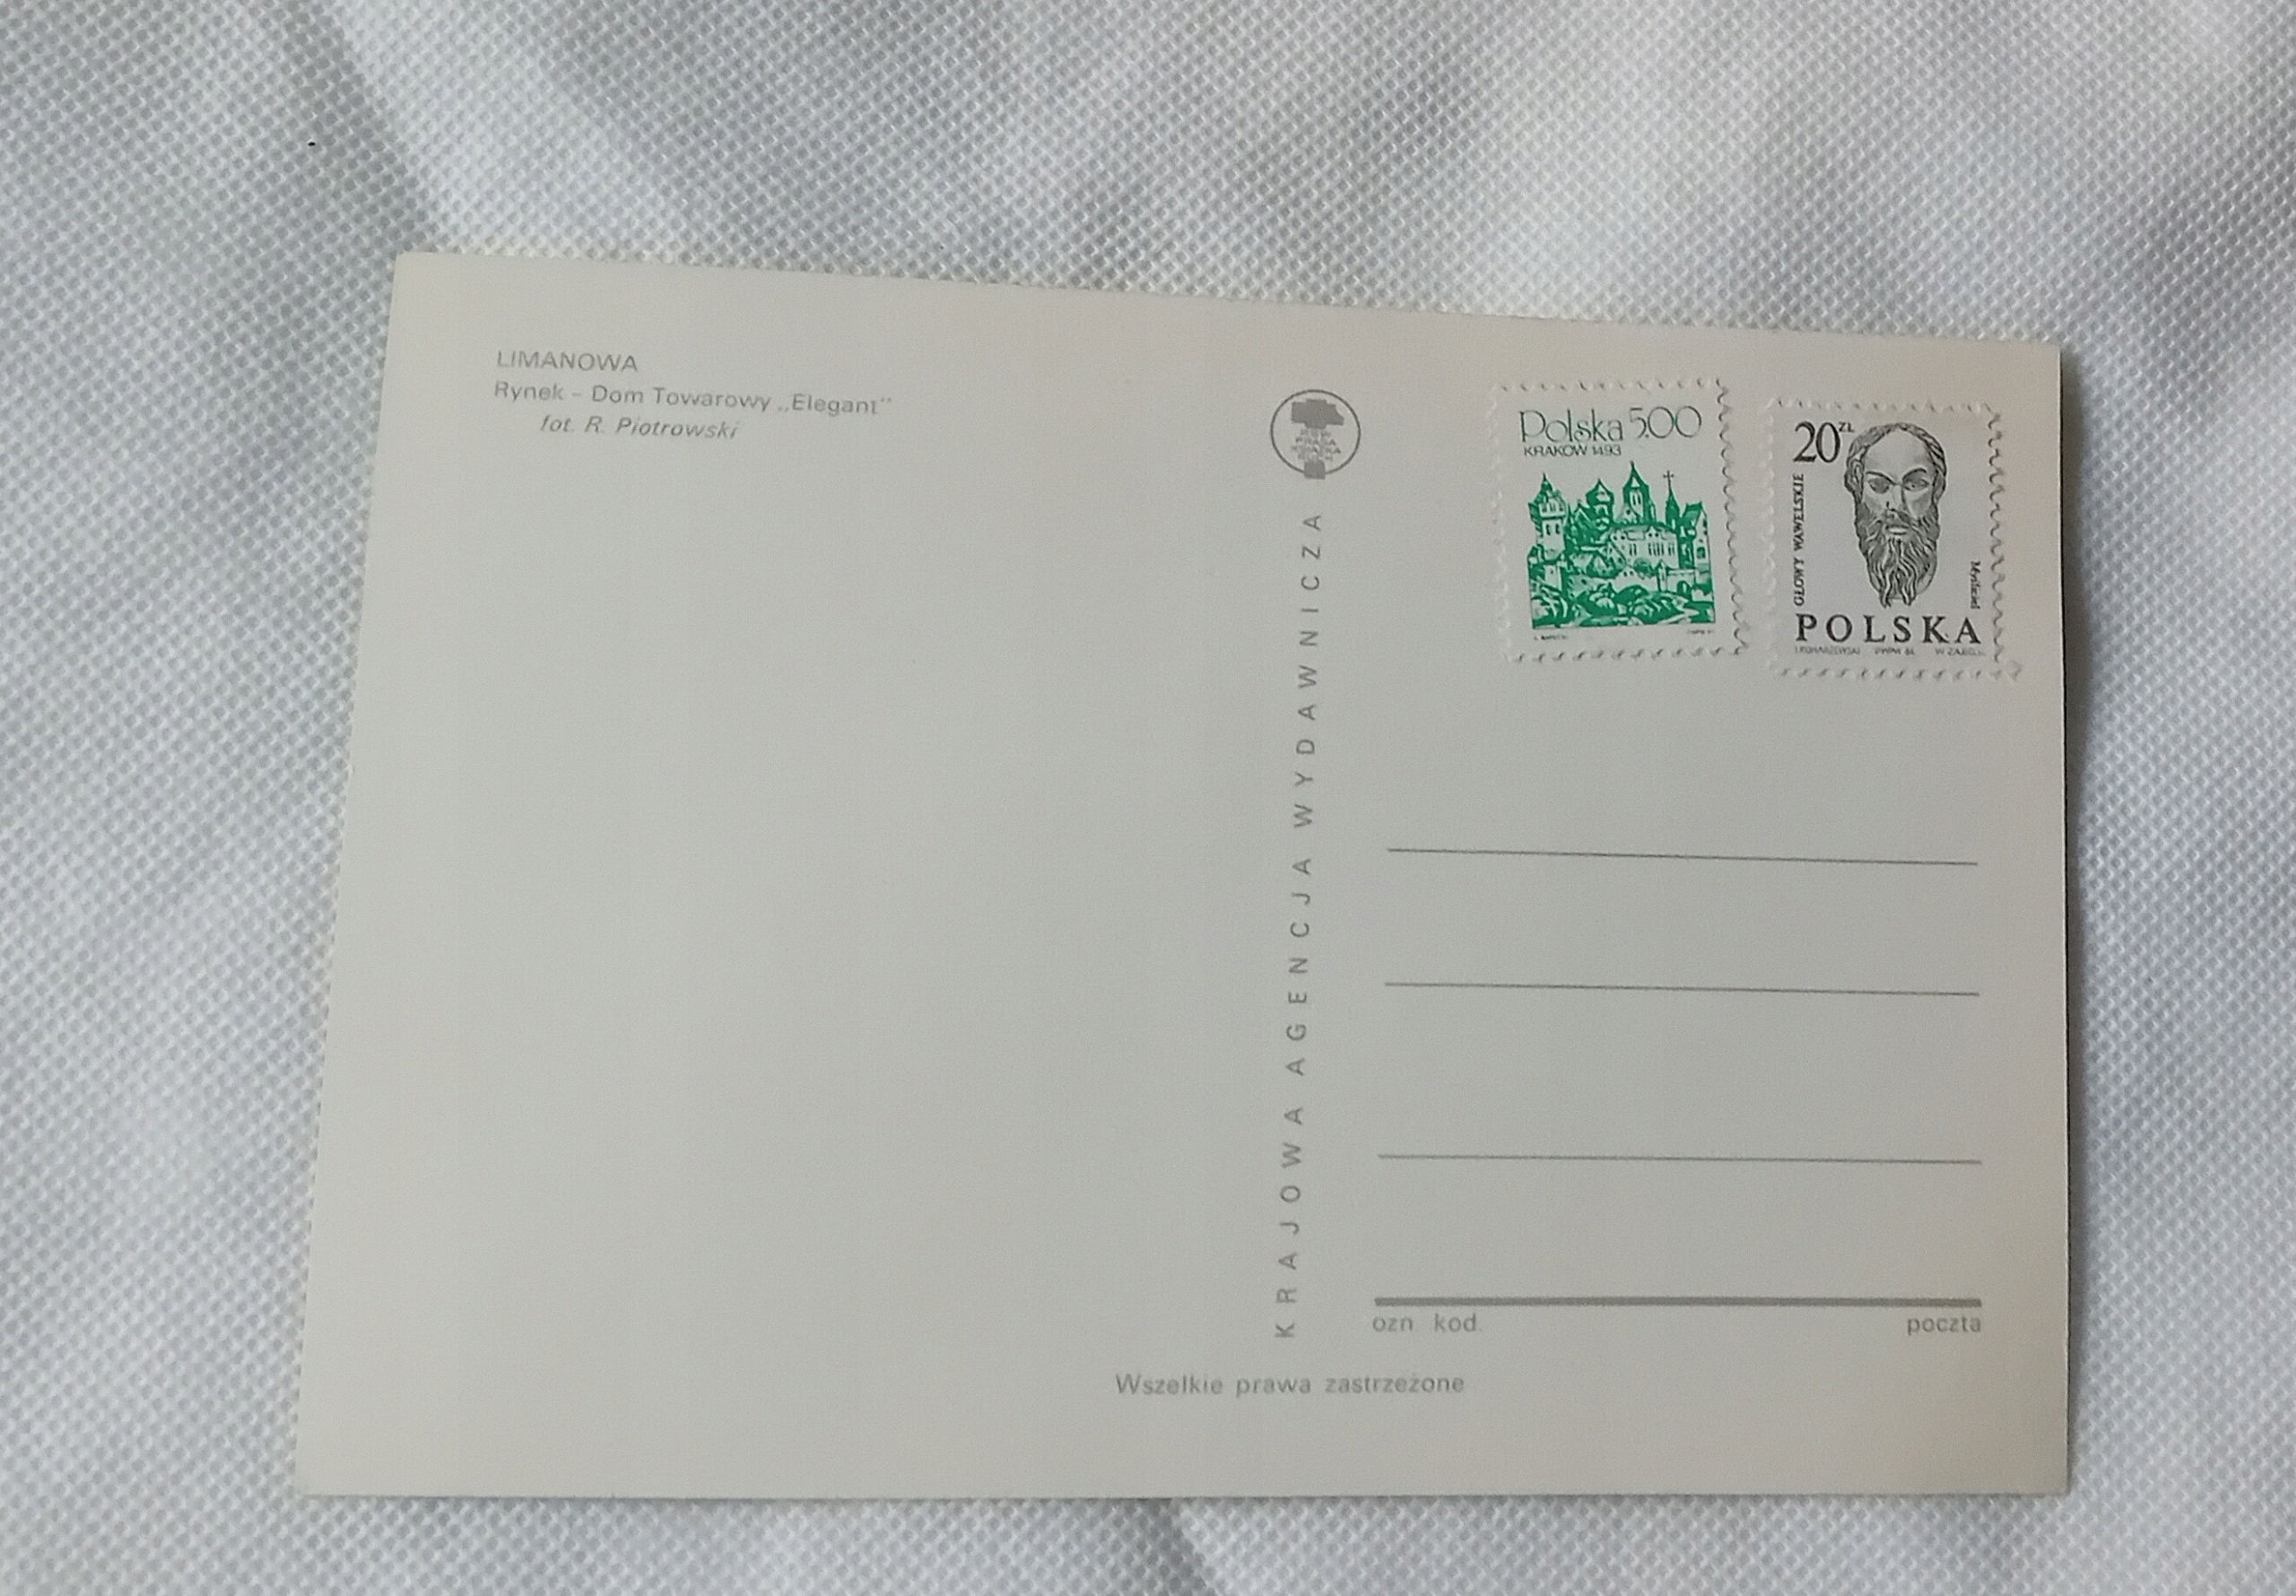 LIMANOWA
Rynek - Dom Towarowy „Elegant"
fot. R. Piotrowski
KRAJOWA AGENCJA WYDAWNICZA
Polska 5.00
KRAKÓW 1493
20 ZŁ
GŁOWY WAWELSKIE
Myśliciel
POLSKA
ozn. kod.
poczta
Wszelkie prawa zastrzeżone